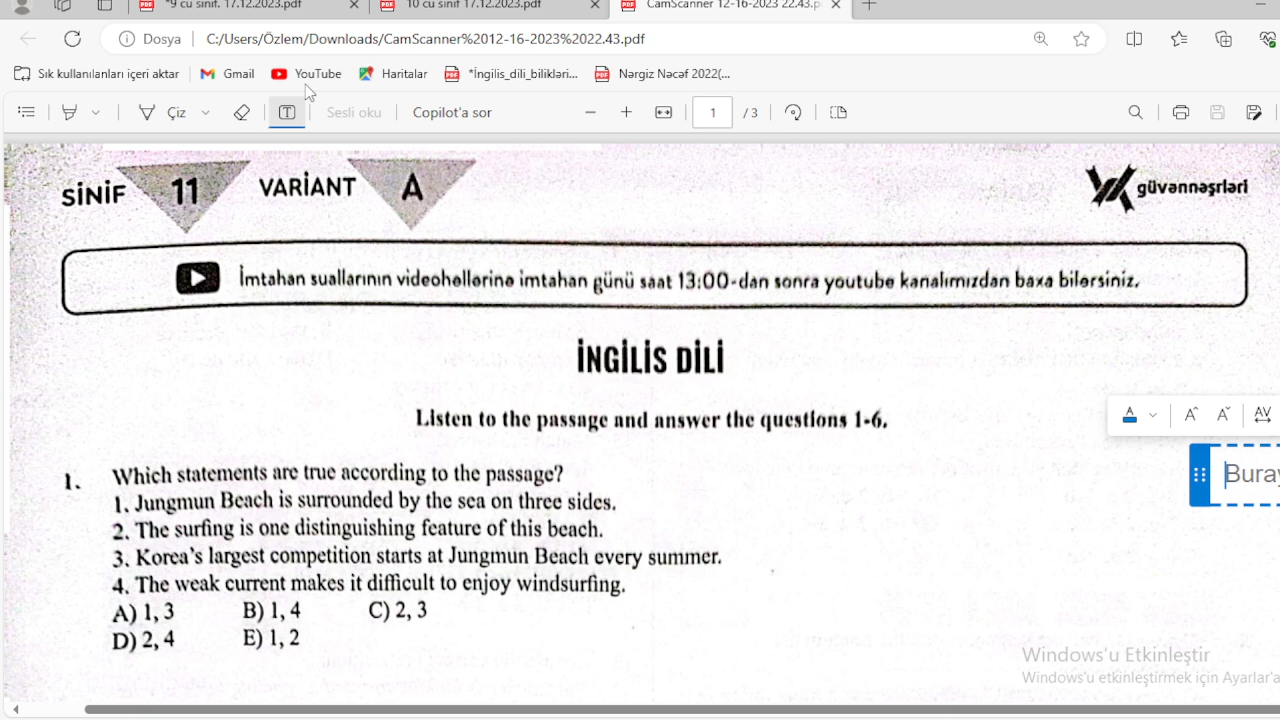 *9 cu sinif. 17.12.2023.pdf
10 cu sinif 17.12.2023.pdf
CamScanner 12-16-2023 22.43.p
Dosya
C:/Users/Özlem/Downloads/CamScanner%2012-16-2023%2022.43.pdf
Sık kullanılanları içeri aktar
Gmail
YouTube
Haritalar
*İngilis_dili_bilikləri...
Nərgiz Nəcəf 2022(...
Çiz
Sesli oku
Copilot'a sor
1 / 3
SİNİF 11 VARİANT A
güvənnəşrləri
İmtahan suallarının videohəllərinə imtahan günü saat 13:00-dan sonra youtube kanalımızdan baxa bilərsiniz.
İNGİLİS DİLİ
Listen to the passage and answer the questions 1-6.
1. Which statements are true according to the passage?
1. Jungmun Beach is surrounded by the sea on three sides.
2. The surfing is one distinguishing feature of this beach.
3. Korea's largest competition starts at Jungmun Beach every summer.
4. The weak current makes it difficult to enjoy windsurfing.
A) 1, 3 B) 1, 4 C) 2, 3
D) 2, 4 E) 1, 2
Buray
Windows'u Etkinleştir
Windows'u etkinleştirmek için Ayarlar'a